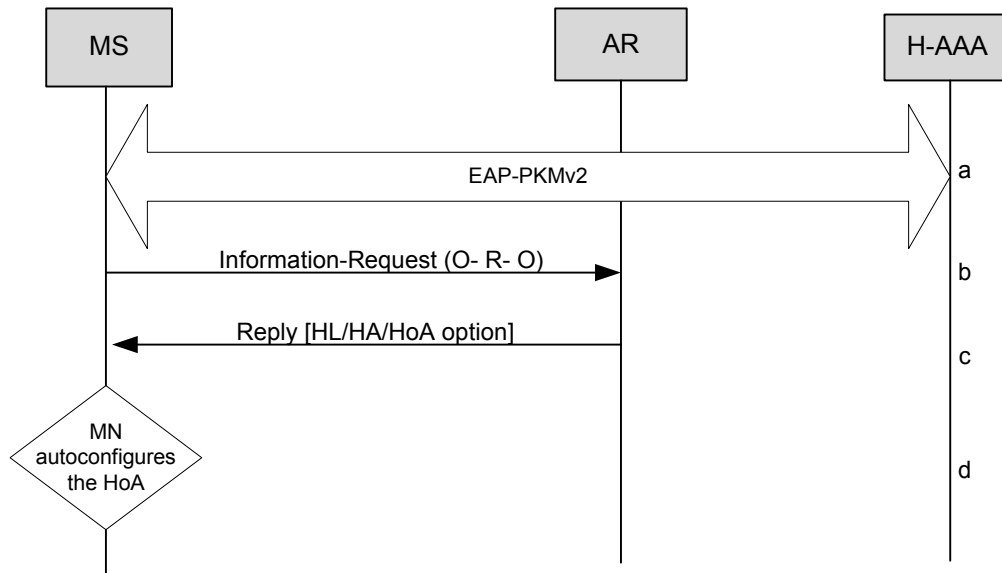 MS
AR
H-AAA
EAP-PKMv2
a
Information-Request (O- R- O)
b
Reply [HL/HA/HoA option]
c
MN
autoconfigures
the HoA
d